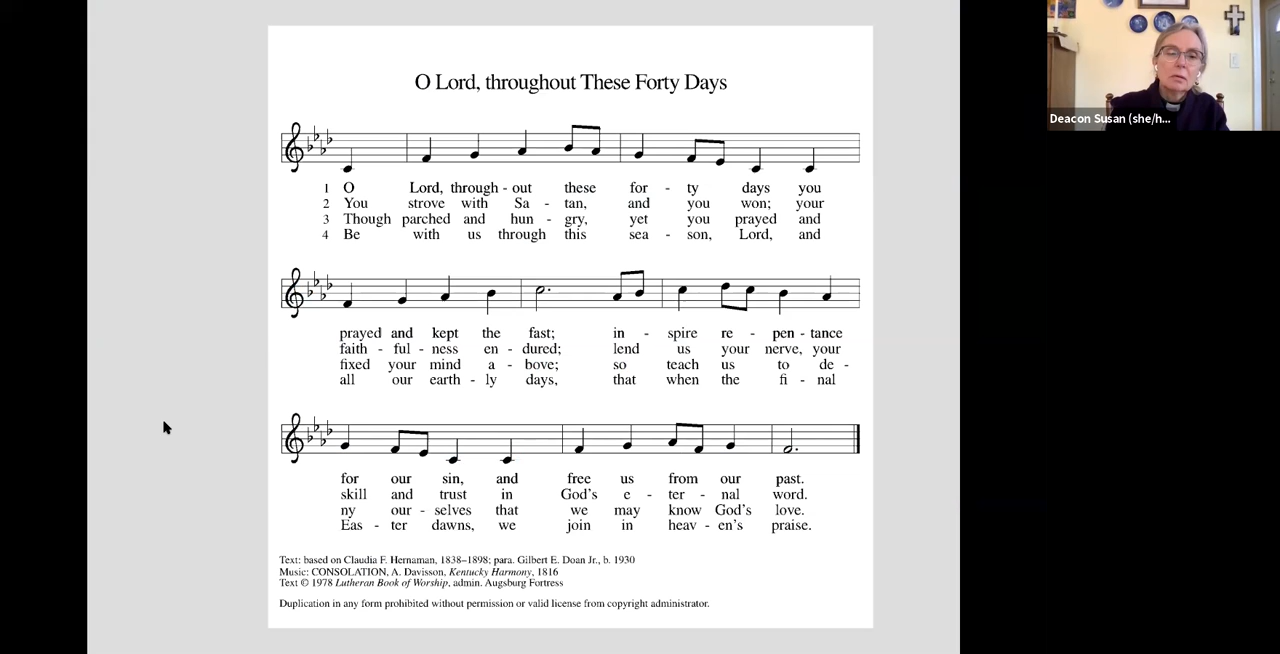 O Lord, throughout These Forty Days
Deacon Susan (she/h...
1 O Lord, through - out these for - ty days you
2 You strove with Sa - tan, and you won; your
3 Though parched and hun - gry, yet you prayed and
4 Be with us through this sea - son, Lord, and
prayed and kept the fast; in - spire re - pen - tance
faith - ful - ness en - dured; lend us your nerve, your
fixed your mind a - bove; so teach us to de -
all our earth - ly days, that when the fi - nal
for our sin, and free us from our past.
skill and trust in God's e - ter - nal word.
ny our - selves that we may know God's love.
Eas - ter dawns, we join in heav - en's praise.
Text: based on Claudia F. Hernaman, 1838–1898; para. Gilbert E. Doan Jr., b. 1930
Music: CONSOLATION, A. Davisson, Kentucky Harmony, 1816
Text © 1978 Lutheran Book of Worship, admin. Augsburg Fortress
Duplication in any form prohibited without permission or valid license from copyright administrator.